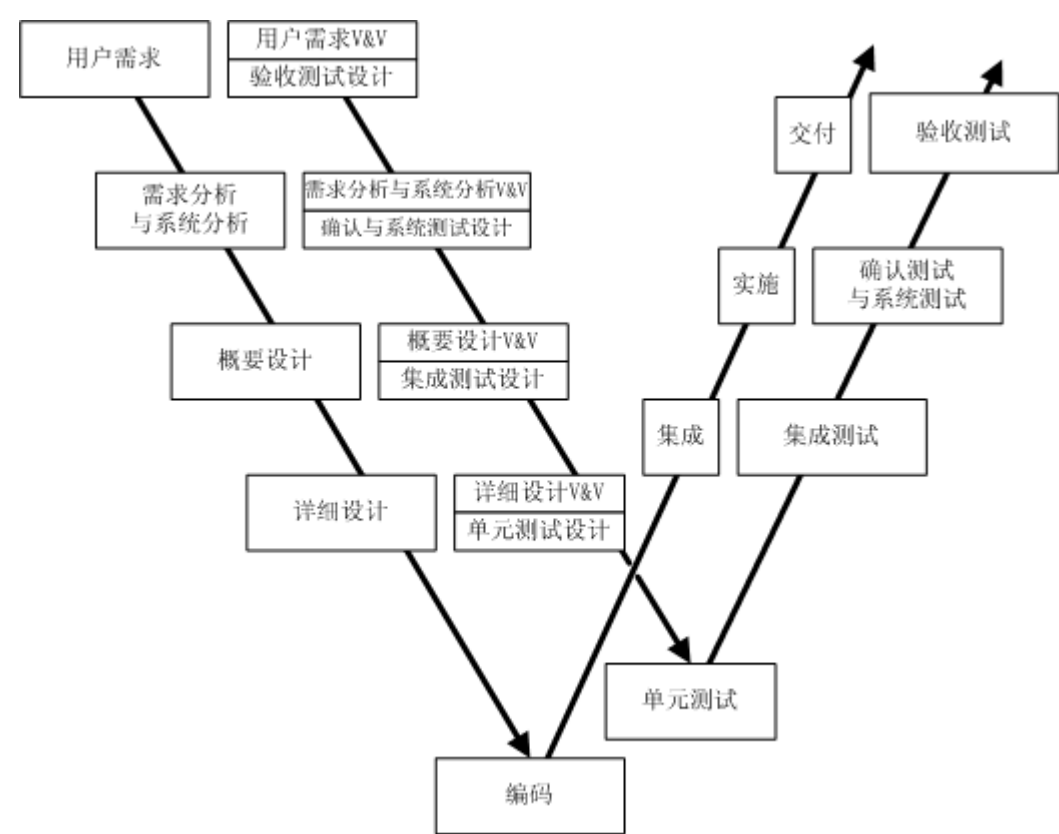 用户需求
用户需求V&V
验收测试设计
交付
验收测试
需求分析
与系统分析
需求分析与系统分析V&V
确认与系统测试设计
实施
确认测试
与系统测试
概要设计
概要设计V&V
集成测试设计
集成
集成测试
详细设计
详细设计V&V
单元测试设计
单元测试
编码